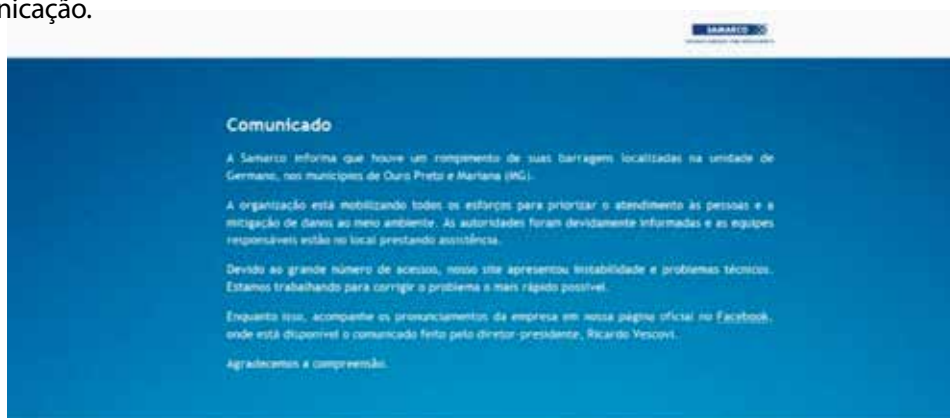 nicação.
SAMARCO
Comunicado
A Samarco informa que houve um rompimento de suas barragens localizadas na unidade de
Germano, nos municípios de Ouro Preto e Mariana (MG).
A organização está mobilizando todos os esforços para priorizar o atendimento às pessoas e a
mitigação de danos ao meio ambiente. As autoridades foram devidamente informadas e as equipes
responsáveis estão no local prestando assistência.
Devido ao grande número de acessos, nosso site apresentou instabilidade e problemas técnicos.
Estamos trabalhando para corrigir o problema o mais rápido possível.
Enquanto isso, acompanhe os pronunciamentos da empresa em nossa página oficial no Facebook,
onde está disponível o comunicado feito pelo diretor-presidente, Ricardo Vescovi.
Agradecemos a compreensão.